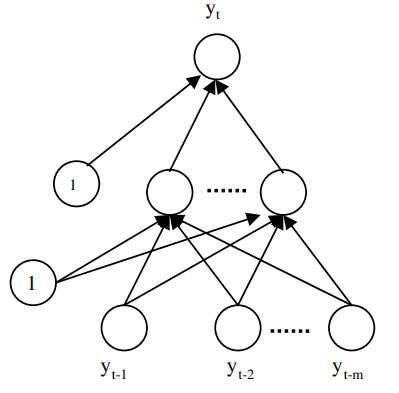 yt
1
......
1
......
yt-1 yt-2 yt-m